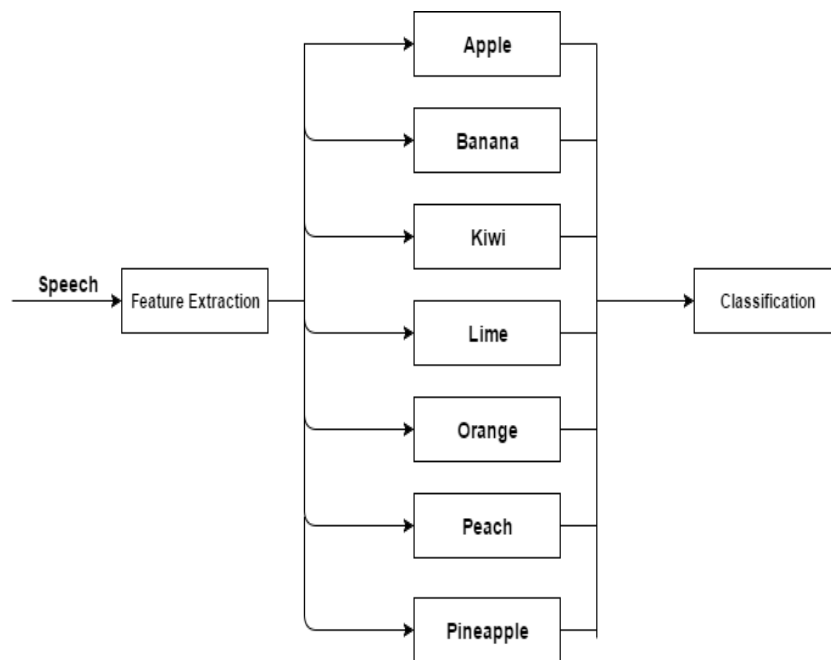 Speech
Feature Extraction
Apple
Banana
Kiwi
Lime
Orange
Peach
Pineapple
Classification